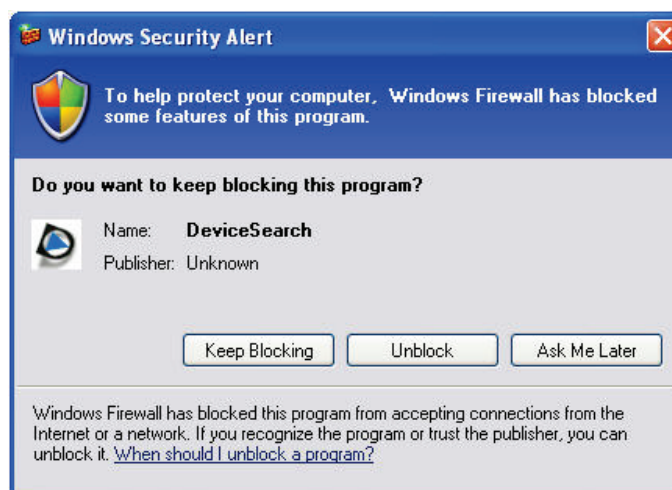 Windows Security Alert
To help protect your computer, Windows Firewall has blocked
some features of this program.
Do you want to keep blocking this program?
Name: DeviceSearch
Publisher: Unknown
Keep Blocking Unblock Ask Me Later
Windows Firewall has blocked this program from accepting connections from the
Internet or a network. If you recognize the program or trust the publisher, you can
unblock it. When should I unblock a program?